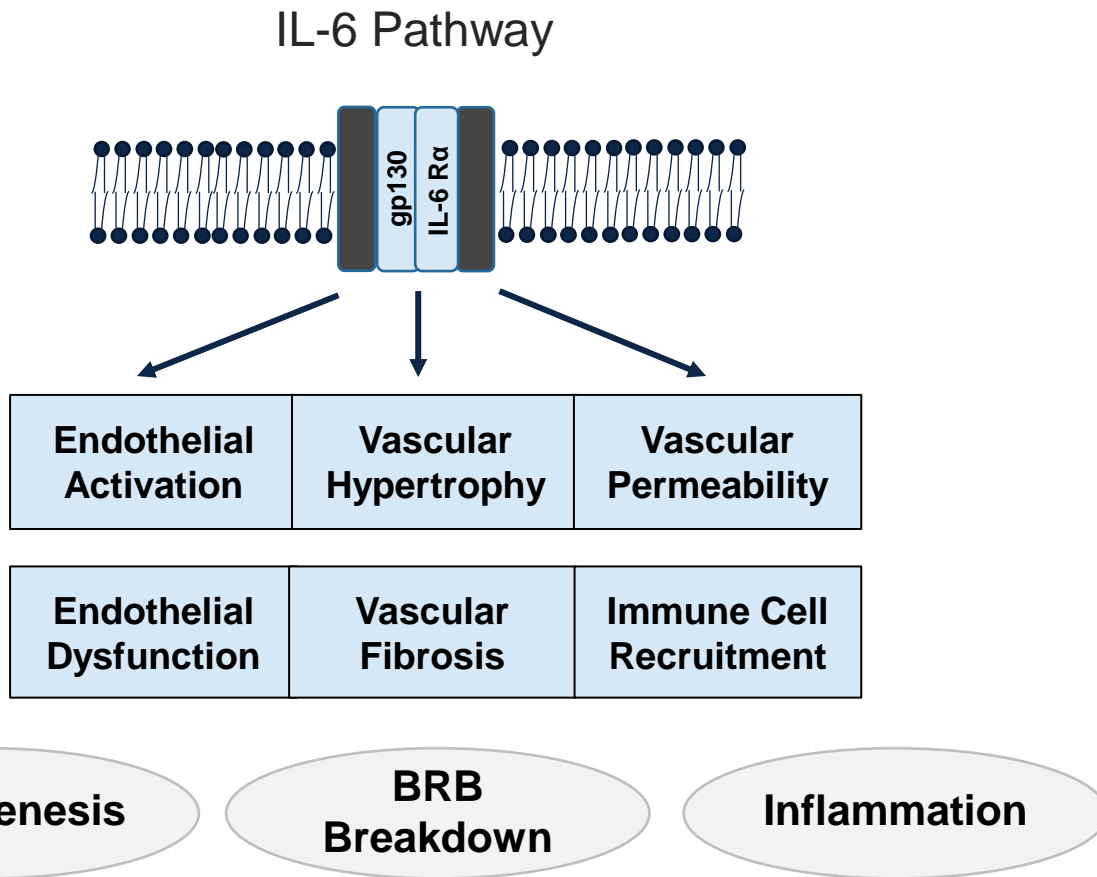 IL-6 Pathway
gp130
IL-6 Rα
Endothelial
Activation
Vascular
Hypertrophy
Vascular
Permeability
Endothelial
Dysfunction
Vascular
Fibrosis
Immune Cell
Recruitment
enesis
BRB
Breakdown
Inflammation